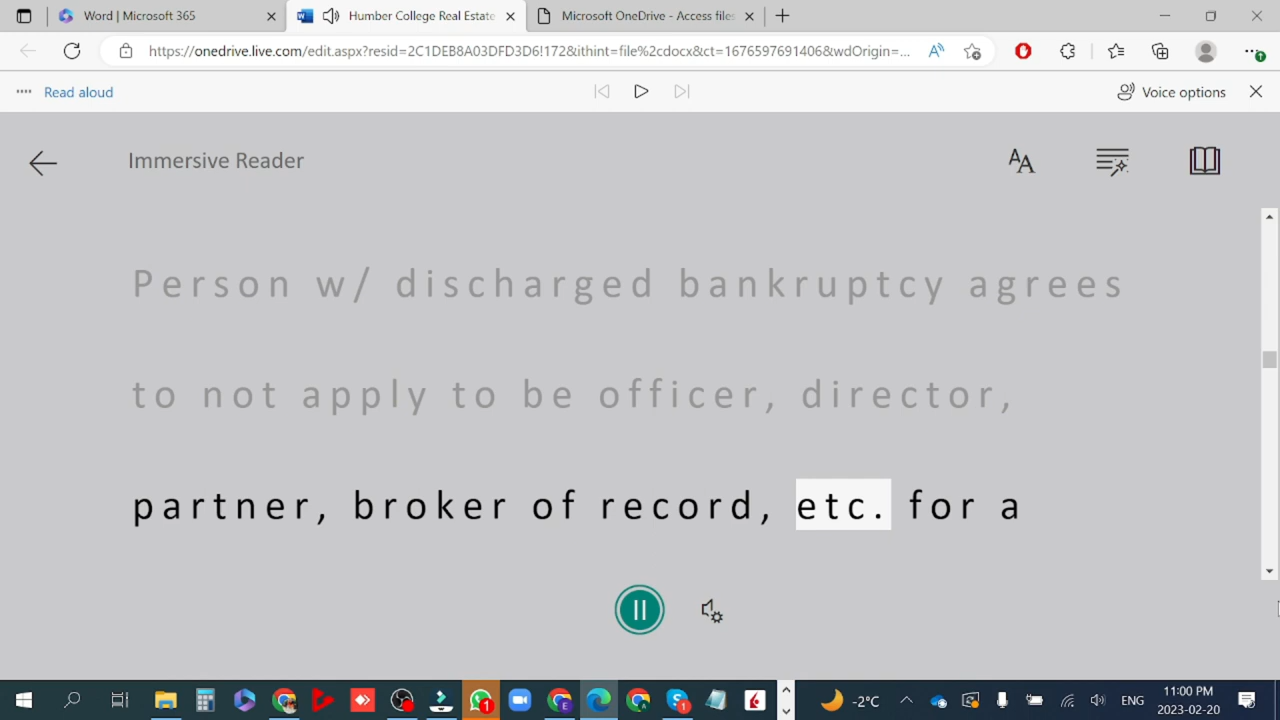 Word | Microsoft 365
Humber College Real Estate
Microsoft OneDrive - Access files
https://onedrive.live.com/edit.aspx?resid=2C1DEB8A03DFD3D6!172&ithint=file%2cdocx&ct=1676597691406&wdOrigin=...
Read aloud
Voice options
Immersive Reader
Person w/ discharged bankruptcy agrees
to not apply to be officer, director,
partner, broker of record, etc. for a
-2°C
ENG
11:00 PM
2023-02-20